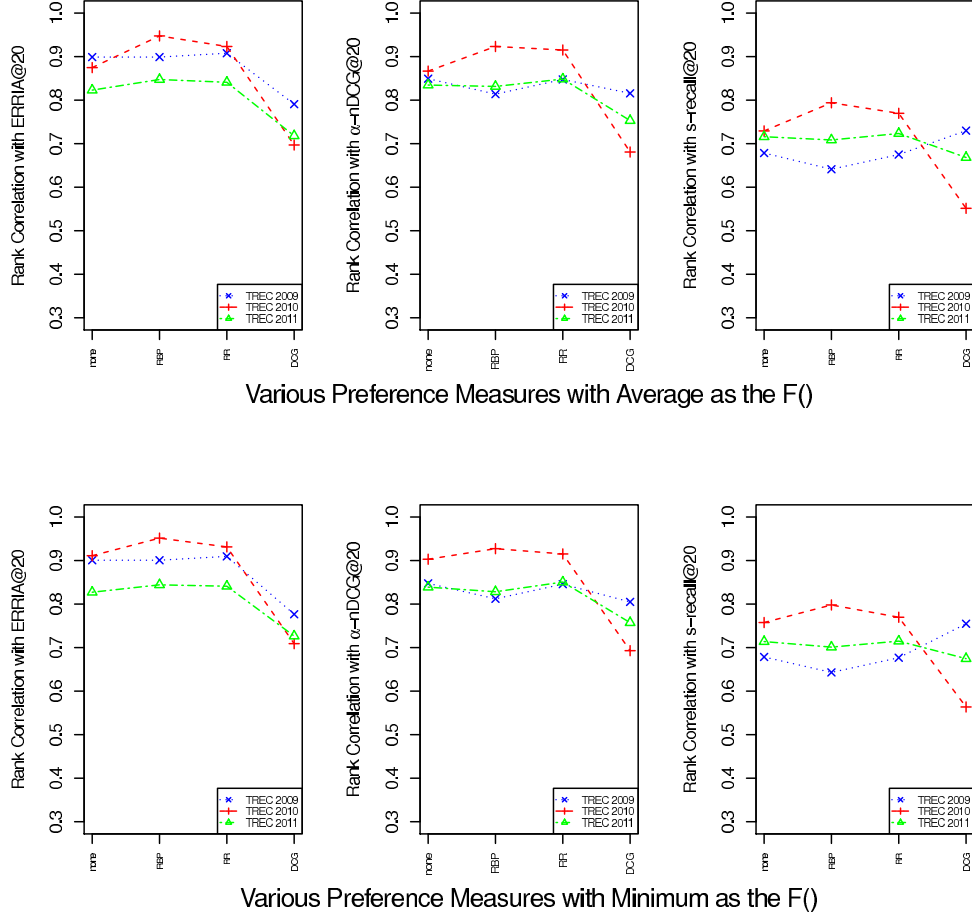 Rank Correlation with ERRIA@20
1.0
0.9
0.8
0.7
0.6
0.5
0.4
0.3
none
RBP
RR
DCG
TREC 2009
TREC 2010
TREC 2011
Rank Correlation with α-nDCG@20
1.0
0.9
0.8
0.7
0.6
0.5
0.4
0.3
none
RBP
RR
DCG
TREC 2009
TREC 2010
TREC 2011
Rank Correlation with s-recall@20
1.0
0.9
0.8
0.7
0.6
0.5
0.4
0.3
none
RBP
RR
DCG
TREC 2009
TREC 2010
TREC 2011
Various Preference Measures with Average as the F()
Rank Correlation with ERRIA@20
1.0
0.9
0.8
0.7
0.6
0.5
0.4
0.3
none
RBP
RR
DCG
TREC 2009
TREC 2010
TREC 2011
Rank Correlation with α-nDCG@20
1.0
0.9
0.8
0.7
0.6
0.5
0.4
0.3
none
RBP
RR
DCG
TREC 2009
TREC 2010
TREC 2011
Rank Correlation with s-recall@20
1.0
0.9
0.8
0.7
0.6
0.5
0.4
0.3
none
RBP
RR
DCG
TREC 2009
TREC 2010
TREC 2011
Various Preference Measures with Minimum as the F()